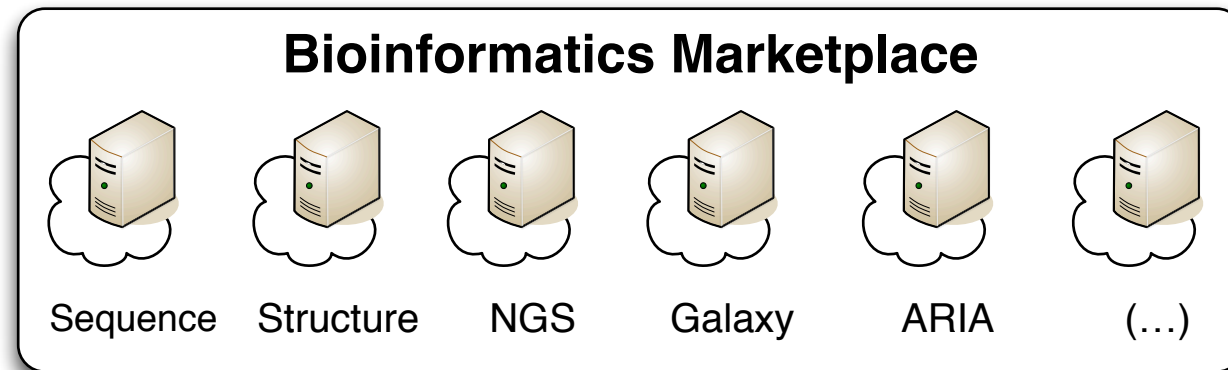 Bioinformatics Marketplace
Sequence Structure NGS Galaxy ARIA (…)